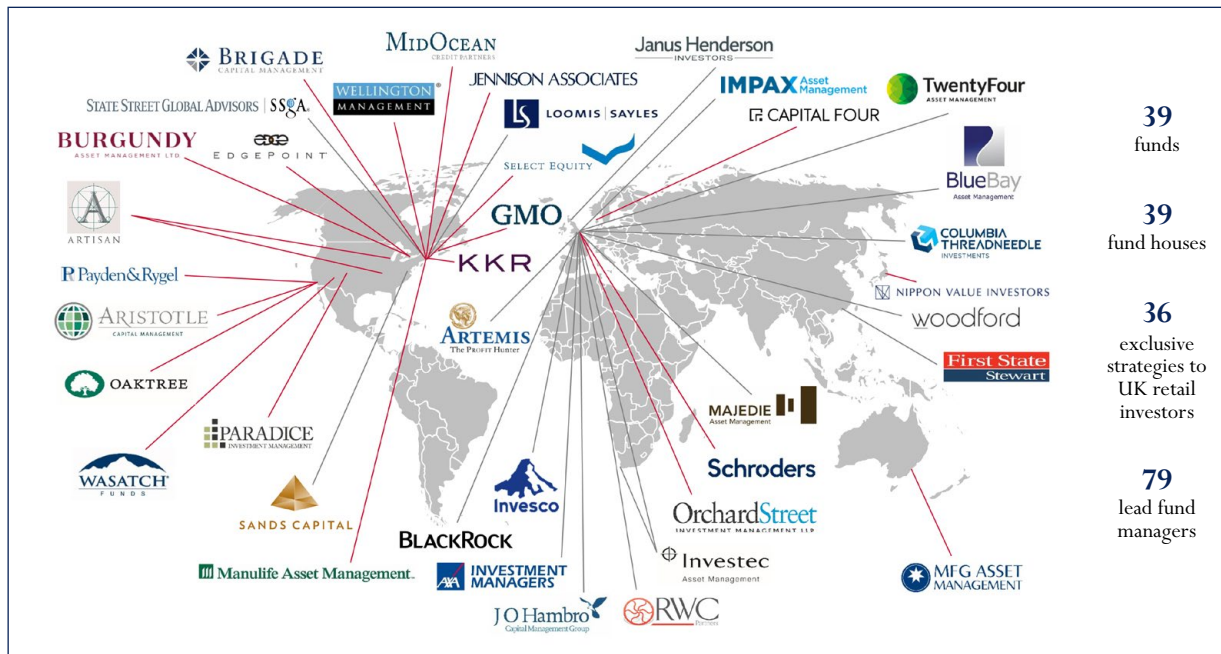 BRIGADE
CAPITAL MANAGEMENT
MIDOCEAN
CREDIT PARTNERS
Janus Henderson
INVESTORS
WELLINGTON
MANAGEMENT®
JENNISON ASSOCIATES
IMPAX Asset
Management
TwentyFour
ASSET MANAGEMENT
STATE STREET GLOBAL ADVISORS | SSGA
LS LOOMIS | SAYLES
CAPITAL FOUR
BURGUNDY
ASSET MANAGEMENT LTD.
edge
EDGEPOINT
SELECT EQUITY
BlueBay
Asset Management
A
ARTISAN
GMO
COLUMBIA
THREADNEEDLE
INVESTMENTS
KKR
Payden&Rygel
NIPPON VALUE INVESTORS
ARISTOTLE
CAPITAL MANAGEMENT
ARTEMIS
The PROFIT Hunter
woodford
First State
Stewart
OAKTREE
MAJEDIE
Asset Management
PARADICE
INVESTMENT MANAGEMENT
WASATCH®
FUNDS
Schroders
SANDS CAPITAL
Invesco
OrchardStreet
INVESTMENT MANAGEMENT LLP
BLACKROCK
Investec
Asset Management
Manulife Asset Management™
AXA INVESTMENT
MANAGERS
MFG ASSET
MANAGEMENT
J O Hambro
Capital Management Group
RWC
Partners
39
funds
39
fund houses
36
exclusive
strategies to
UK retail
investors
79
lead fund
managers